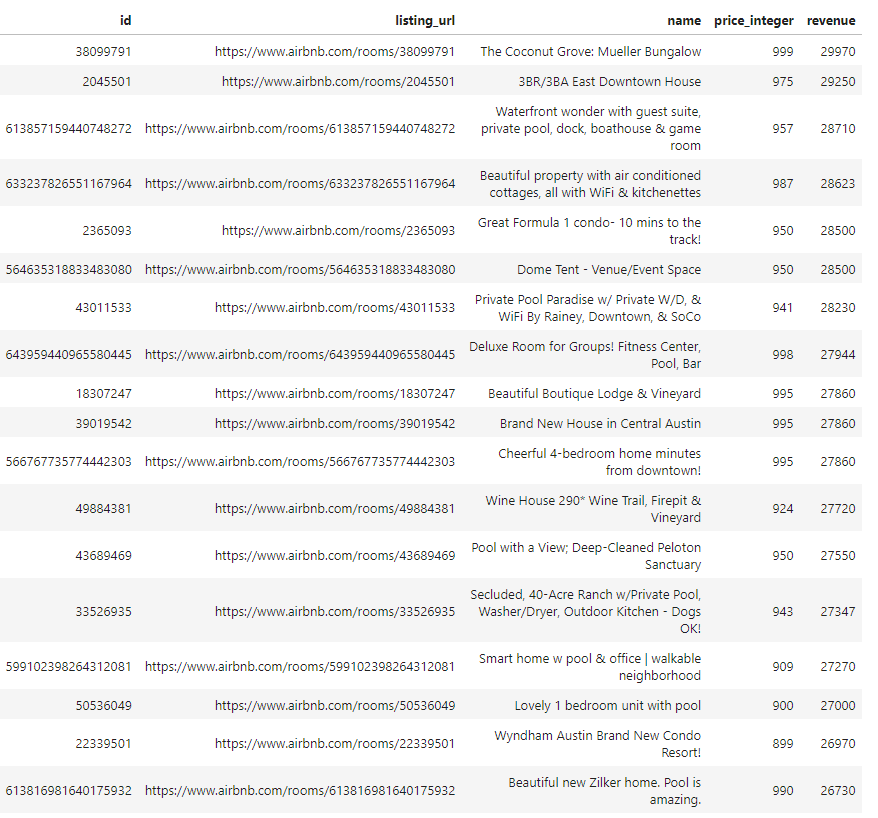 id listing_url name price_integer revenue
38099791 https://www.airbnb.com/rooms/38099791 The Coconut Grove: Mueller Bungalow 999 29970
2045501 https://www.airbnb.com/rooms/2045501 3BR/3BA East Downtown House 975 29250
Waterfront wonder with guest suite,
613857159440748272 https://www.airbnb.com/rooms/613857159440748272 private pool, dock, boathouse & game 957 28710
room
Beautiful property with air conditioned
633237826551167964 https://www.airbnb.com/rooms/633237826551167964 987 28623
cottages, all with WiFi & kitchenettes
Great Formula 1 condo- 10 mins to the
2365093 https://www.airbnb.com/rooms/2365093 950 28500
track!
564635318833483080 https://www.airbnb.com/rooms/564635318833483080 Dome Tent - Venue/Event Space 950 28500
Private Pool Paradise w/ Private W/D, &
43011533 https://www.airbnb.com/rooms/43011533 941 28230
WiFi By Rainey, Downtown, & SoCo
Deluxe Room for Groups! Fitness Center,
643959440965580445 https://www.airbnb.com/rooms/643959440965580445 998 27944
Pool, Bar
18307247 https://www.airbnb.com/rooms/18307247 Beautiful Boutique Lodge & Vineyard 995 27860
39019542 https://www.airbnb.com/rooms/39019542 Brand New House in Central Austin 995 27860
Cheerful 4-bedroom home minutes
566767735774442303 https://www.airbnb.com/rooms/566767735774442303 995 27860
from downtown!
Wine House 290* Wine Trail, Firepit &
49884381 https://www.airbnb.com/rooms/49884381 924 27720
Vineyard
Pool with a View; Deep-Cleaned Peloton
43689469 https://www.airbnb.com/rooms/43689469 950 27550
Sanctuary
Secluded, 40-Acre Ranch w/Private Pool,
33526935 https://www.airbnb.com/rooms/33526935 Washer/Dryer, Outdoor Kitchen - Dogs 943 27347
OK!
Smart home w pool & office | walkable
599102398264312081 https://www.airbnb.com/rooms/599102398264312081 909 27270
neighborhood
50536049 https://www.airbnb.com/rooms/50536049 Lovely 1 bedroom unit with pool 900 27000
Wyndham Austin Brand New Condo
22339501 https://www.airbnb.com/rooms/22339501 899 26970
Resort!
Beautiful new Zilker home. Pool is
613816981640175932 https://www.airbnb.com/rooms/613816981640175932 990 26730
amazing.